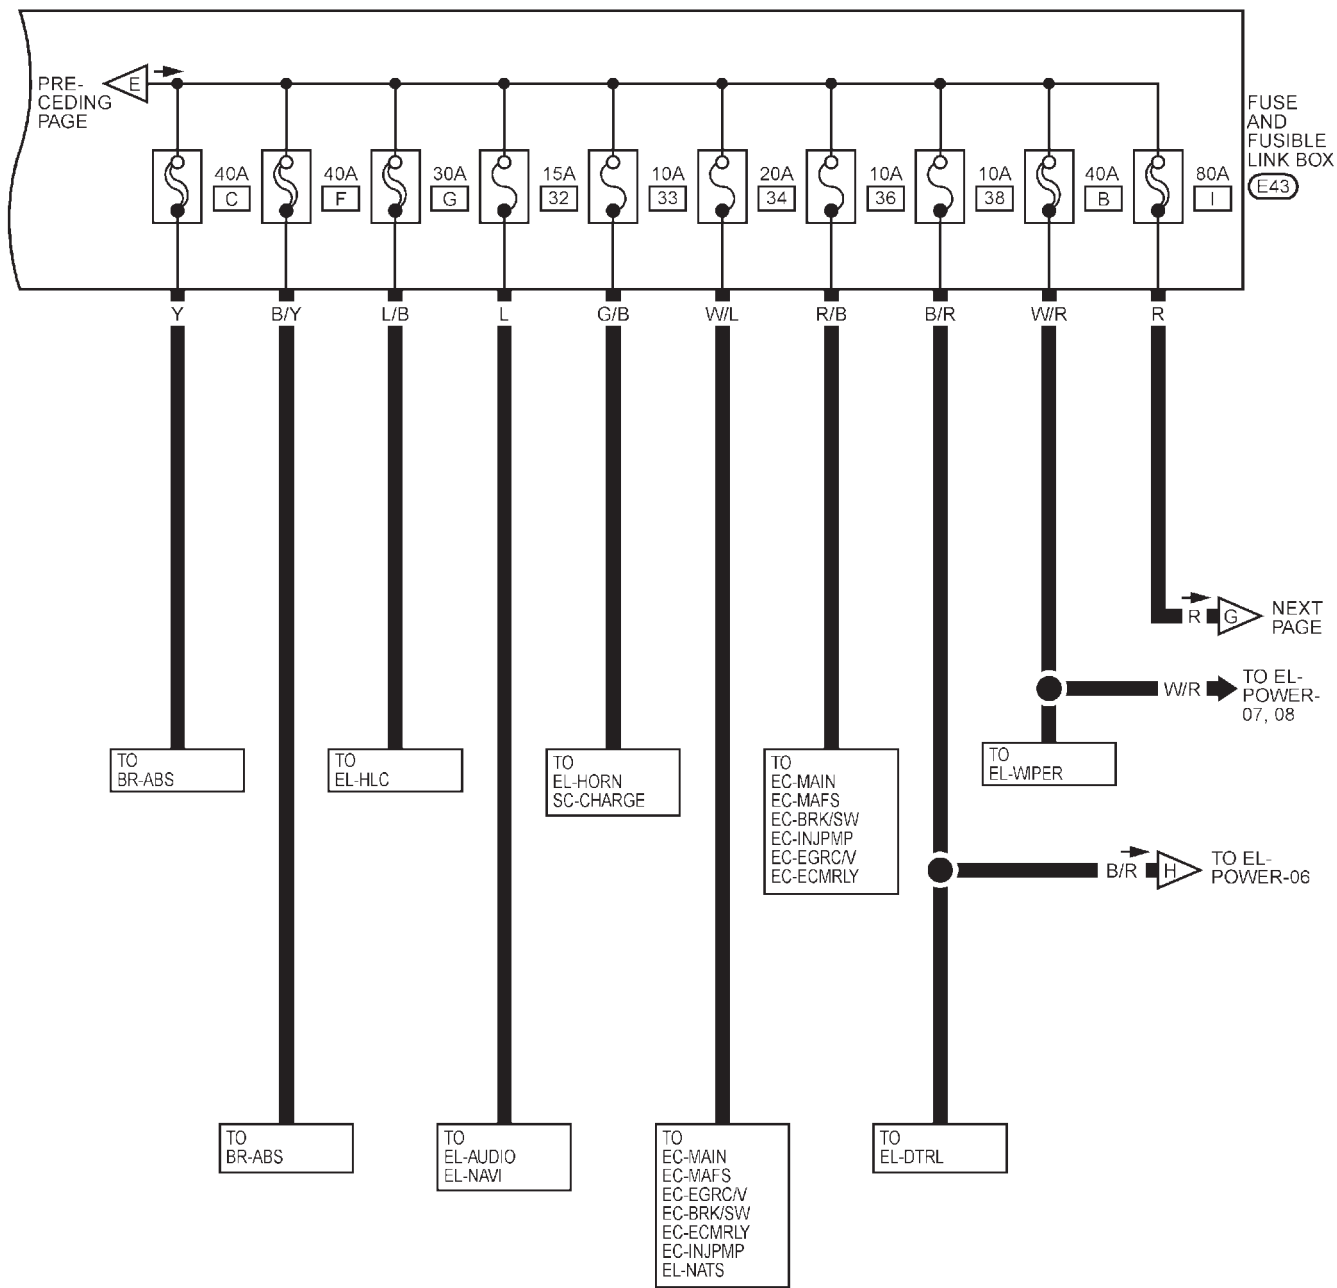 PRE-
CEDING
PAGE
E
FUSE
AND
FUSIBLE
LINK BOX
E43
40A
C
40A
F
30A
G
15A
32
10A
33
20A
34
10A
36
10A
38
40A
B
80A
I
Y
B/Y
L/B
L
G/B
W/L
R/B
B/R
W/R
R
R
G
NEXT
PAGE
W/R
TO EL-
POWER-
07, 08
TO
BR-ABS
TO
EL-HLC
TO
EL-HORN
SC-CHARGE
TO
EC-MAIN
EC-MAFS
EC-BRK/SW
EC-INJPMP
EC-EGRC/V
EC-ECMRLY
TO
EL-WIPER
B/R
H
TO EL-
POWER-06
TO
BR-ABS
TO
EL-AUDIO
EL-NAVI
TO
EC-MAIN
EC-MAFS
EC-EGRC/V
EC-BRK/SW
EC-ECMRLY
EC-INJPMP
EL-NATS
TO
EL-DTRL